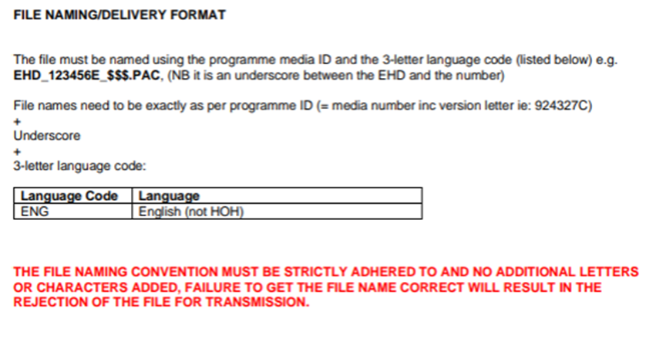 FILE NAMING/DELIVERY FORMAT
The file must be named using the programme media ID and the 3-letter language code (listed below) e.g.
EHD_123456E_$$$.PAC, (NB it is an underscore between the EHD and the number)
File names need to be exactly as per programme ID (= media number inc version letter ie: 924327C)
+
Underscore
+
3-letter language code:
Language Code Language
ENG English (not HOH)
THE FILE NAMING CONVENTION MUST BE STRICTLY ADHERED TO AND NO ADDITIONAL LETTERS
OR CHARACTERS ADDED, FAILURE TO GET THE FILE NAME CORRECT WILL RESULT IN THE
REJECTION OF THE FILE FOR TRANSMISSION.